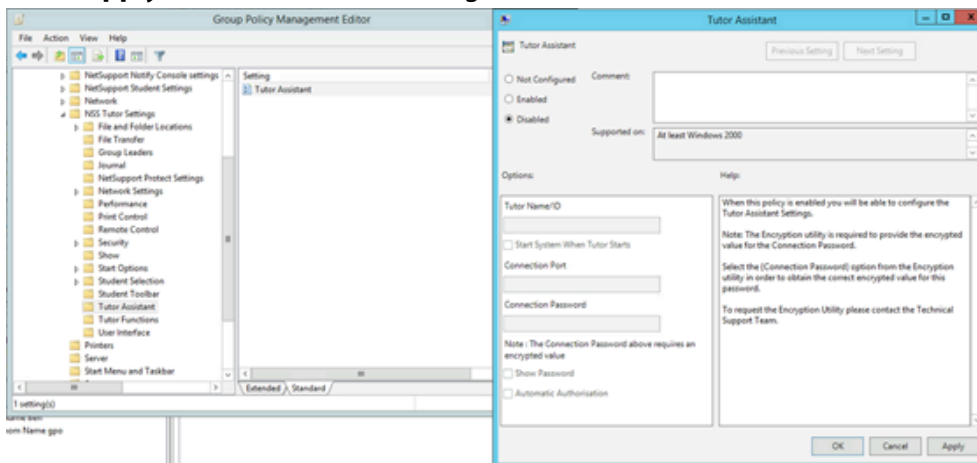 Group Policy Management Editor
File Action View Help
NetSupport Notify Console settings
NetSupport Student Settings
Network
NSS Tutor Settings
File and Folder Locations
File Transfer
Group Leaders
Journal
NetSupport Protect Settings
Network Settings
Performance
Print Control
Remote Control
Security
Show
Start Options
Student Selection
Student Toolbar
Tutor Assistant
Tutor Functions
User Interface
Printers
Server
Start Menu and Taskbar
Setting
Tutor Assistant
Extended Standard
1 setting(s)
Name gpo
Tutor Assistant
Tutor Assistant
Previous Setting Next Setting
Not Configured Comment:
Enabled
Disabled
Supported on: At least Windows 2000
Options: Help:
Tutor Name/ID
Start System When Tutor Starts
Connection Port
Connection Password
Note : The Connection Password above requires an
encrypted value
Show Password
Automatic Authorisation
When this policy is enabled you will be able to configure the
Tutor Assistant Settings.
Note: The Encryption utility is required to provide the encrypted
value for the Connection Password.
Select the (Connection Password) option from the Encryption
utility in order to obtain the correct encrypted value for this
password.
To request the Encryption Utility please contact the Technical
Support Team.
OK Cancel Apply